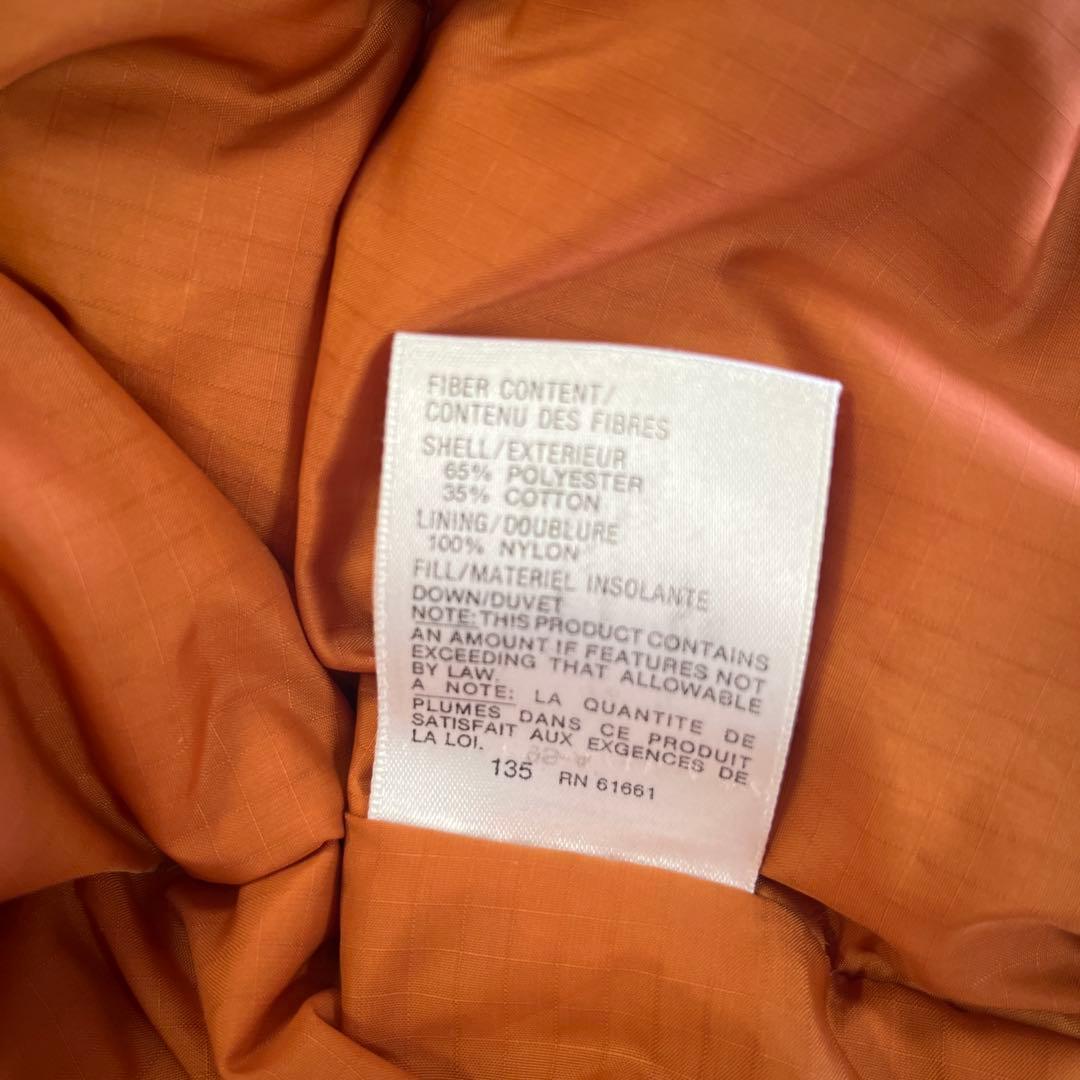 FIBER CONTENT/
CONTENU DES FIBRES
SHELL/EXTERIEUR
65% POLYESTER
35% COTTON
LINING/DOUBLURE
100% NYLON
FILL/MATERIEL INSOLANTE
DOWN/DUVET
NOTE: THIS PRODUCT CONTAINS
AN AMOUNT IF FEATURES NOT
EXCEEDING THAT ALLOWABLE
BY LAW.
A NOTE: LA QUANTITE DE
PLUMES DANS CE PRODUIT
SATISFAIT AUX EXGENCES DE
LA LOI.
135 RN 61661